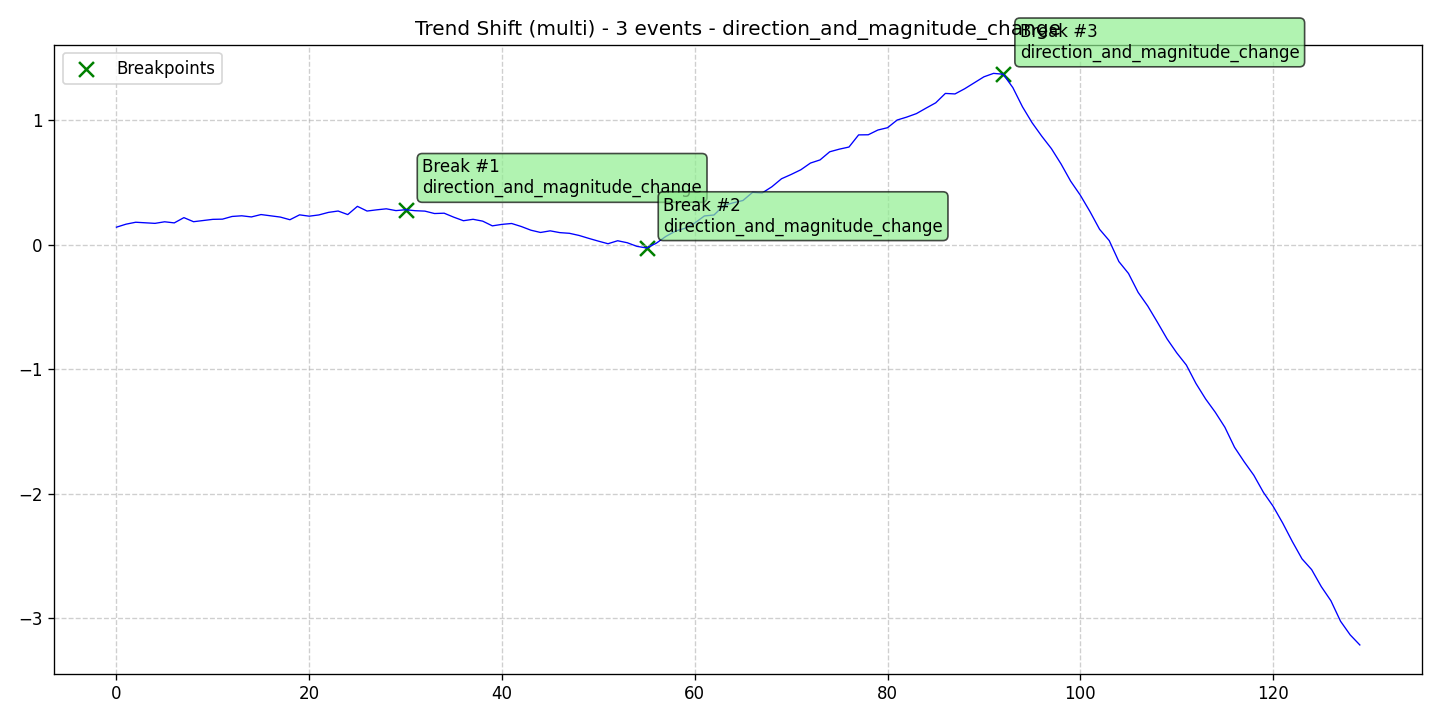 Trend Shift (multi) - 3 events - direction_and_magnitude_change
Breakpoints
Break #3
direction_and_magnitude_change
Break #1
direction_and_magnitude_change
Break #2
direction_and_magnitude_change
1
0
−1
−2
−3
0
20
40
60
80
100
120